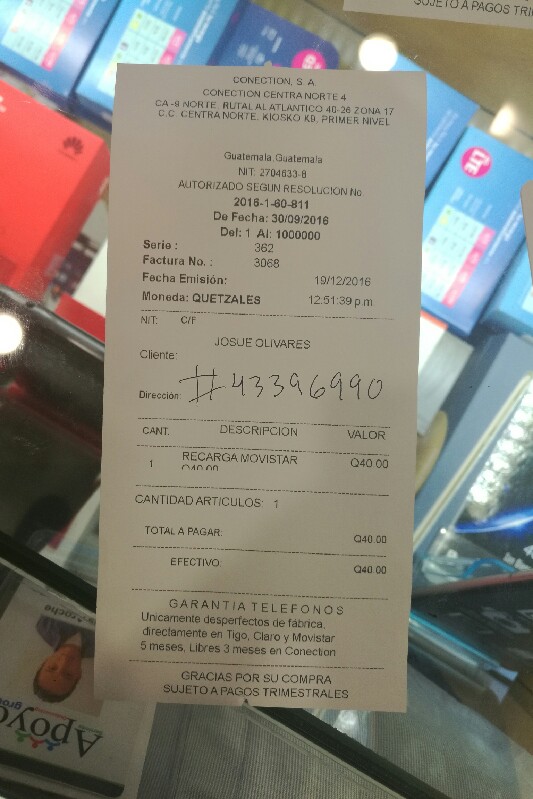 SUJETO A PAGOS TRI
CONECTION, S. A.
CONECTION CENTRA NORTE 4
CA -9 NORTE, RUTAL AL ATLANTICO 40-26 ZONA 17
C.C. CENTRA NORTE, KIOSKO K9, PRIMER NIVEL
Guatemala, Guatemala
NIT: 2704633-8
AUTORIZADO SEGUN RESOLUCION No
2016-1-60-811
De Fecha: 30/09/2016
Del: 1 Al: 1000000
Serie : 362
Factura No. : 3068
Fecha Emisión: 19/12/2016
Moneda: QUETZALES 12:51:39 p.m.
NIT: C/F
JOSUE OLIVARES
Cliente:
Dirección: #43396990
CANT. DESCRIPCION VALOR
1 RECARGA MOVISTAR Q40.00
Q40.00
CANTIDAD ARTICULOS: 1
TOTAL A PAGAR: Q40.00
EFECTIVO: Q40.00
GARANTIA TELEFONOS
Unicamente desperfectos de fábrica,
directamente en Tigo, Claro y Movistar
5 meses, Libres 3 meses en Conection
GRACIAS POR SU COMPRA
SUJETO A PAGOS TRIMESTRALES
LTE
Apoyo